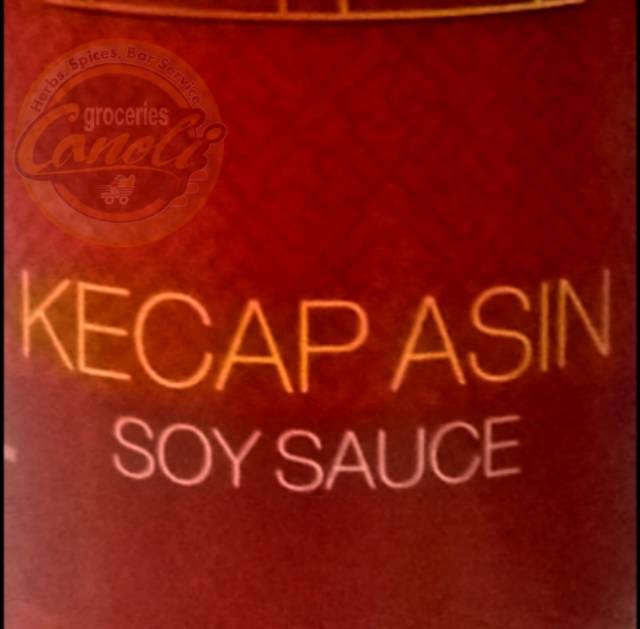 Herbs, Spices, Bar Service
groceries
Canoli
KECAP ASIN
SOY SAUCE